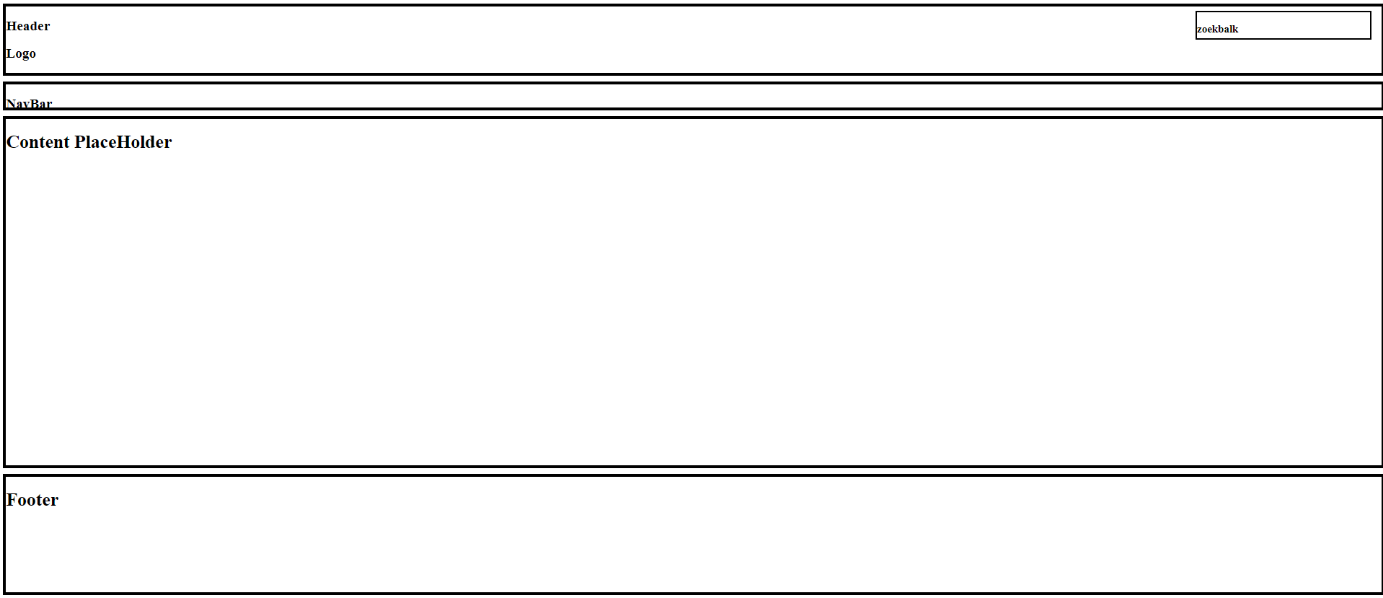 Header
zoekbalk
Logo
NavBar
Content PlaceHolder
Footer